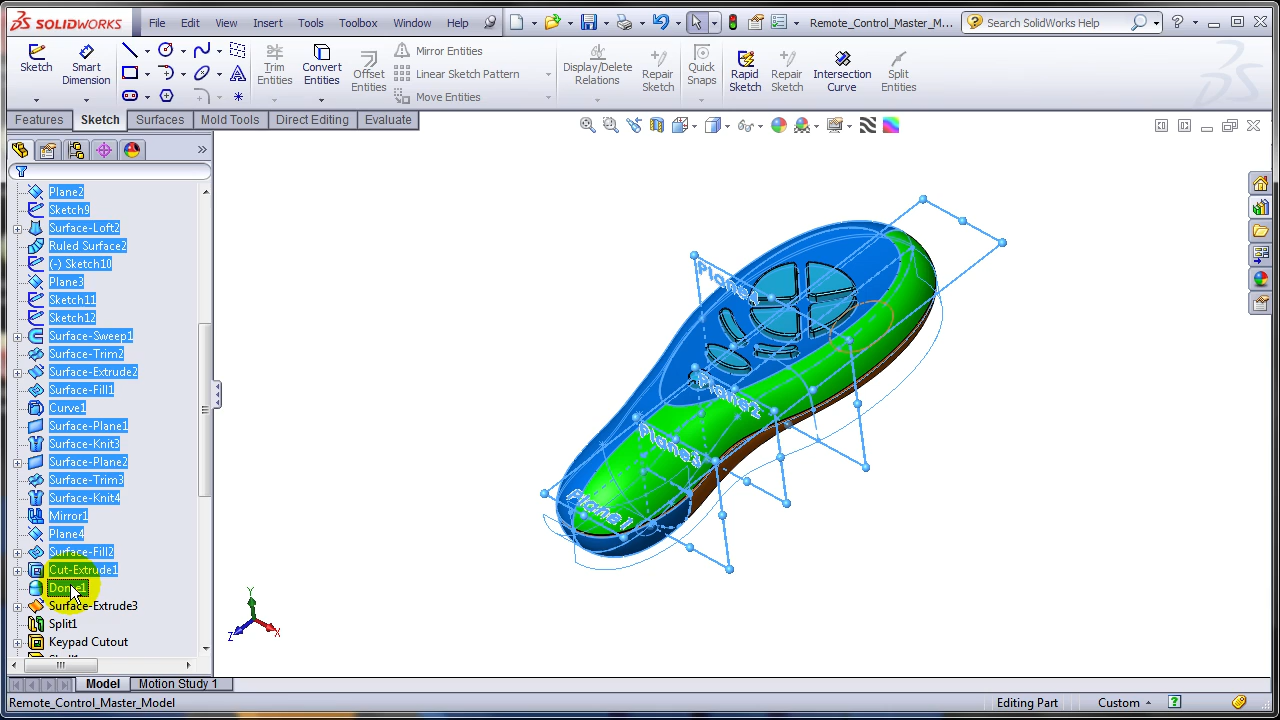 SOLIDWORKS File Edit View Insert Tools Toolbox Window Help Remote_Control_Master_M... Search SolidWorks Help
Sketch Smart Dimension Trim Entities Convert Entities Offset Entities Mirror Entities Linear Sketch Pattern Move Entities Display/Delete Relations Repair Sketch Quick Snaps Rapid Sketch Repair Sketch Intersection Curve Split Entities
Features Sketch Surfaces Mold Tools Direct Editing Evaluate
Plane2
Sketch9
Surface-Loft2
Ruled Surface2
(-) Sketch10
Plane3
Sketch11
Sketch12
Surface-Sweep1
Surface-Trim2
Surface-Extrude2
Surface-Fill1
Curve1
Surface-Plane1
Surface-Knit3
Surface-Plane2
Surface-Trim3
Surface-Knit4
Mirror1
Plane4
Surface-Fill2
Cut-Extrude1
Dome1
Surface-Extrude3
Split1
Keypad Cutout
Plane2
Plane3
Plane1
Y
Z X
Model Motion Study 1
Remote_Control_Master_Model Editing Part Custom